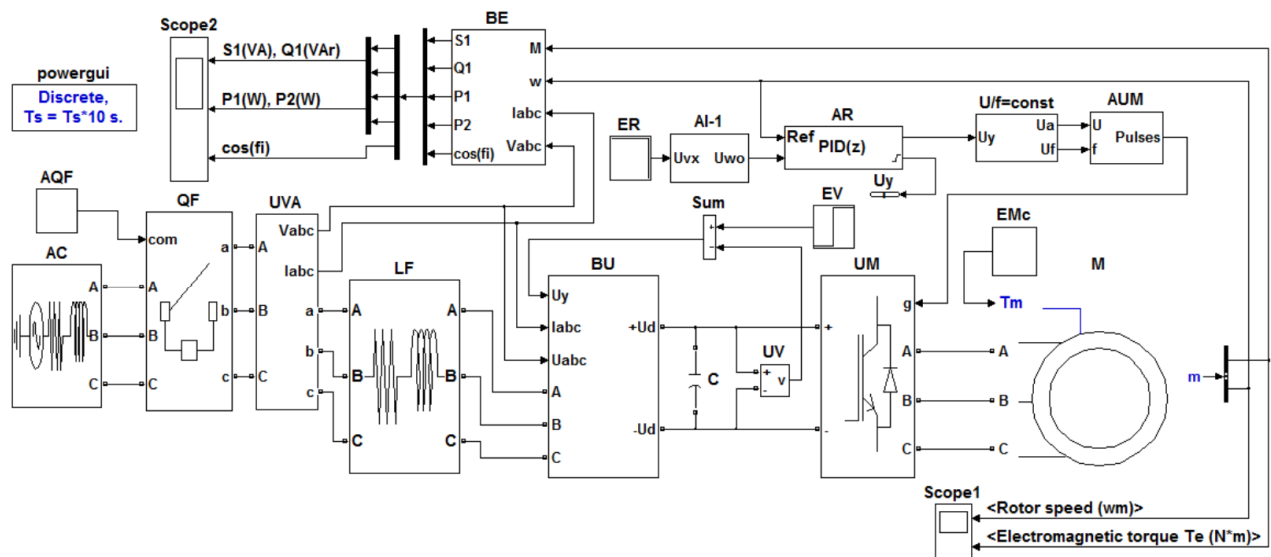 Scope2
BE
S1(VA), Q1(VAr)
P1(W), P2(W)
cos(fi)
S1
Q1
P1
P2
cos(fi)
M
w
Iabc
Vabc
powergui
Discrete,
Ts = Ts*10 s.
ER
AI-1
Uvx
Uwo
AR
Ref
PID(z)
Uy
U/f=const
Uy
Ua
Uf
AUM
U
f
Pulses
AQF
QF
com
A
B
C
a
b
c
AC
A
B
C
UVA
A
B
C
Vabc
Iabc
a
b
c
LF
A
B
C
A
B
C
Sum
+
−
EV
BU
Uy
Iabc
Uabc
A
B
C
+Ud
-Ud
C
UV
+
-
v
UM
g
+
-
A
B
C
EMc
M
Tm
A
B
C
m
Scope1
<Rotor speed (wm)>
<Electromagnetic torque Te (N*m)>